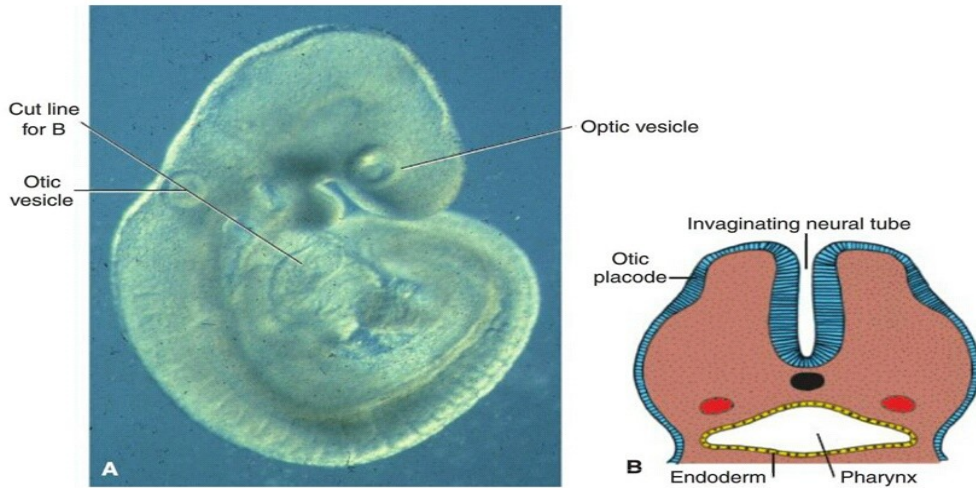 Cut line
for B
Otic
vesicle
Optic vesicle
A
Invaginating neural tube
Otic
placode
B
Endoderm
Pharynx